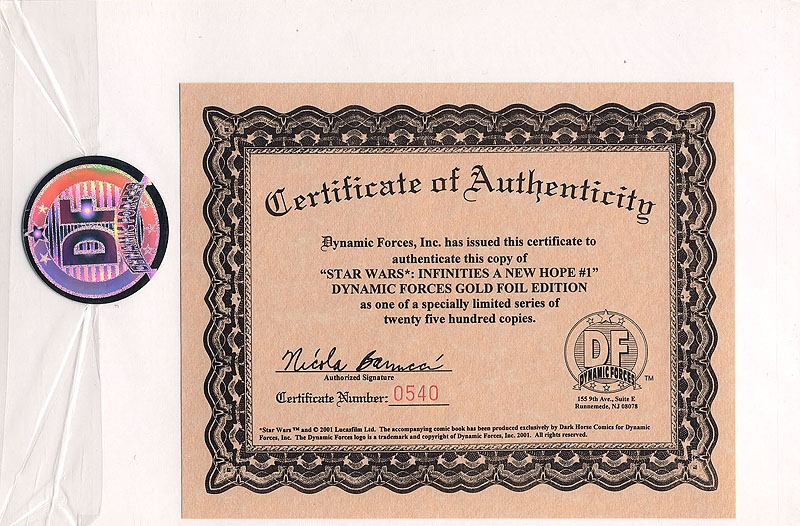 Certificate of Authenticity
Dynamic Forces, Inc. has issued this certificate to
authenticate this copy of
"STAR WARS*: INFINITIES A NEW HOPE #1"
DYNAMIC FORCES GOLD FOIL EDITION
as one of a specially limited series of
twenty five hundred copies.
Nicola Barrucci
Authorized Signature
Certificate Number: 0540
DF
DYNAMIC FORCES
TM
155 9th Ave., Suite E
Runnemede, NJ 08078
*Star Wars™ and © 2001 Lucasfilm Ltd. The accompanying comic book has been produced exclusively by Dark Horse Comics for Dynamic
Forces, Inc. The Dynamic Forces logo is a trademark and copyright of Dynamic Forces, Inc. 2001. All rights reserved.
DF
DYNAMIC FORCES